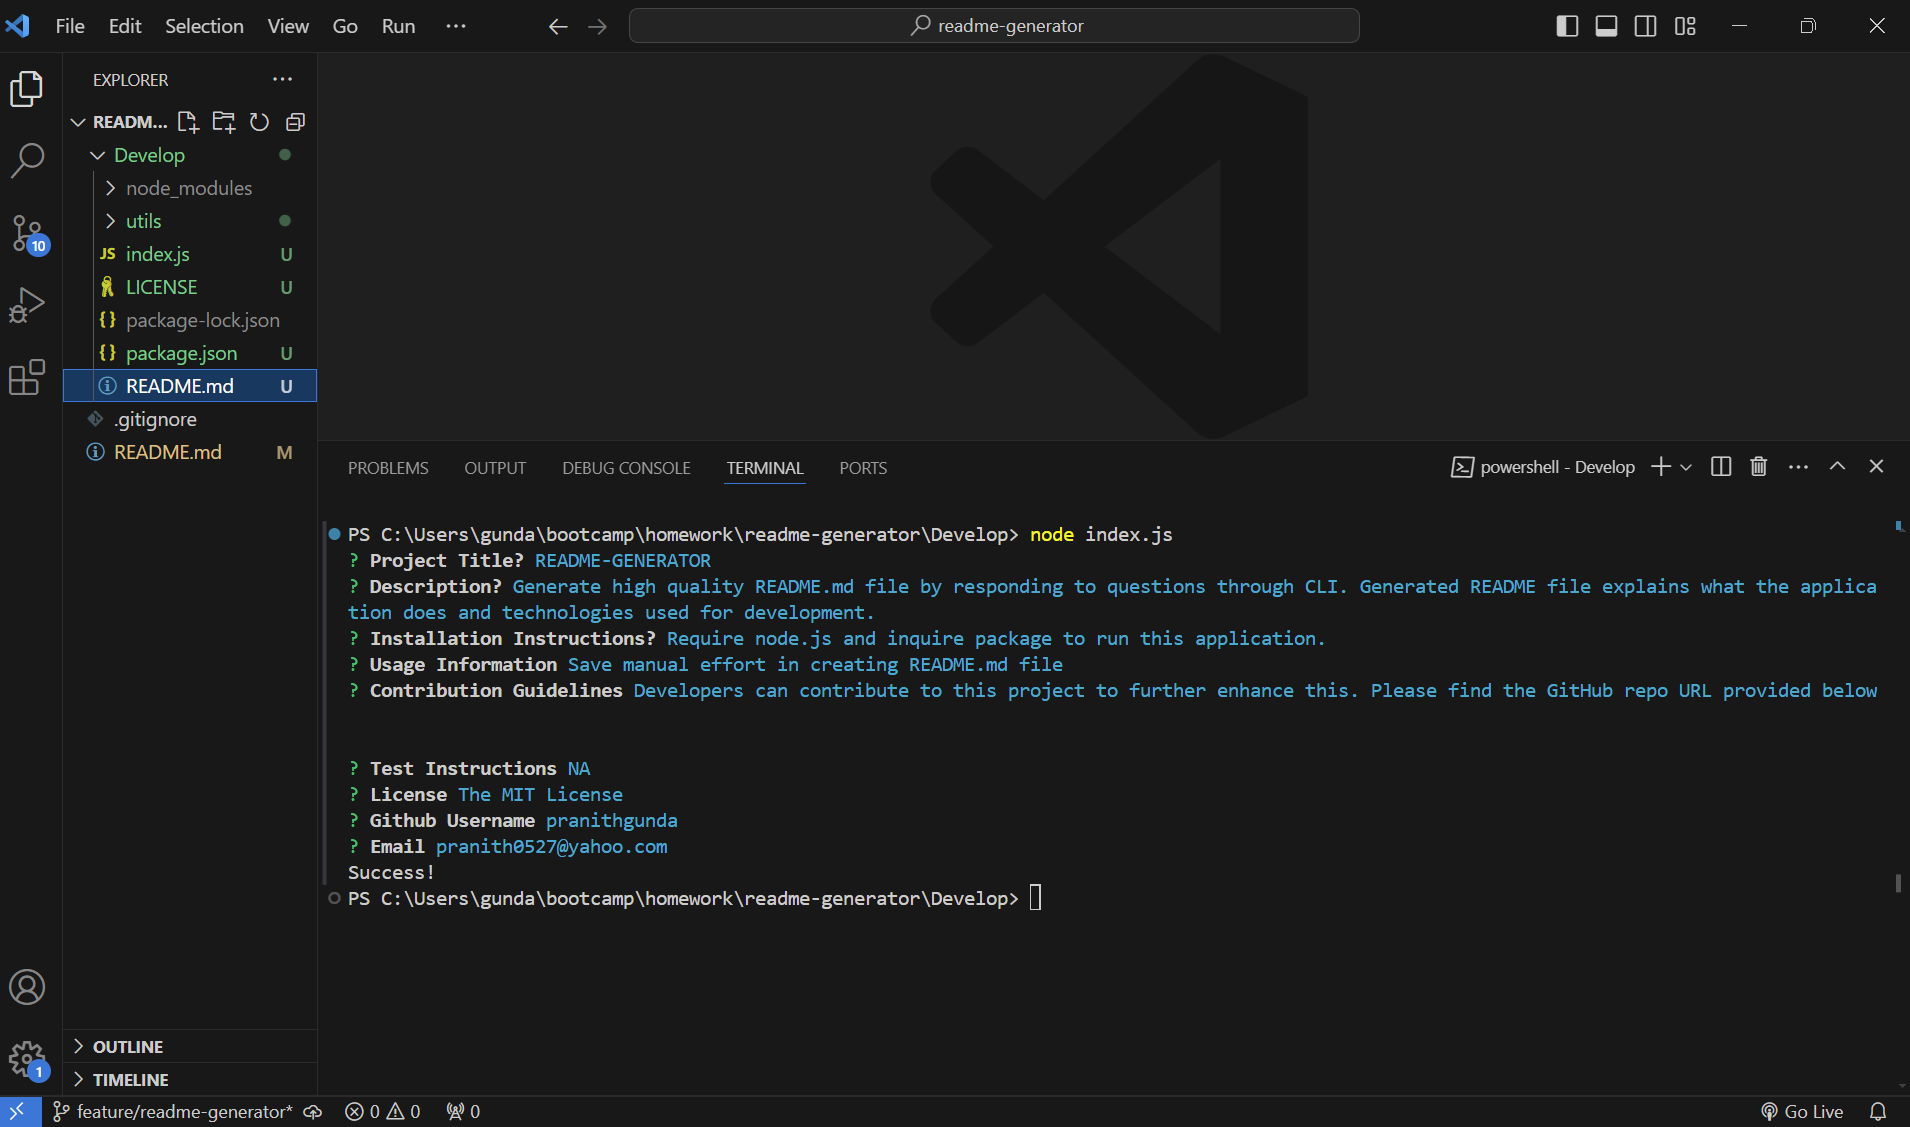 File Edit Selection View Go Run ···
readme-generator
EXPLORER ···
READM...
Develop
node_modules
utils
JS index.js U
LICENSE U
{} package-lock.json
{} package.json U
README.md U
.gitignore
README.md M
10
PROBLEMS OUTPUT DEBUG CONSOLE TERMINAL PORTS
powershell - Develop
PS C:\Users\gunda\bootcamp\homework\readme-generator\Develop> node index.js
? Project Title? README-GENERATOR
? Description? Generate high quality README.md file by responding to questions through CLI. Generated README file explains what the applica
tion does and technologies used for development.
? Installation Instructions? Require node.js and inquire package to run this application.
? Usage Information Save manual effort in creating README.md file
? Contribution Guidelines Developers can contribute to this project to further enhance this. Please find the GitHub repo URL provided below
? Test Instructions NA
? License The MIT License
? Github Username pranithgunda
? Email pranith0527@yahoo.com
Success!
PS C:\Users\gunda\bootcamp\homework\readme-generator\Develop>
OUTLINE
1
TIMELINE
feature/readme-generator* 0 0 0 Go Live